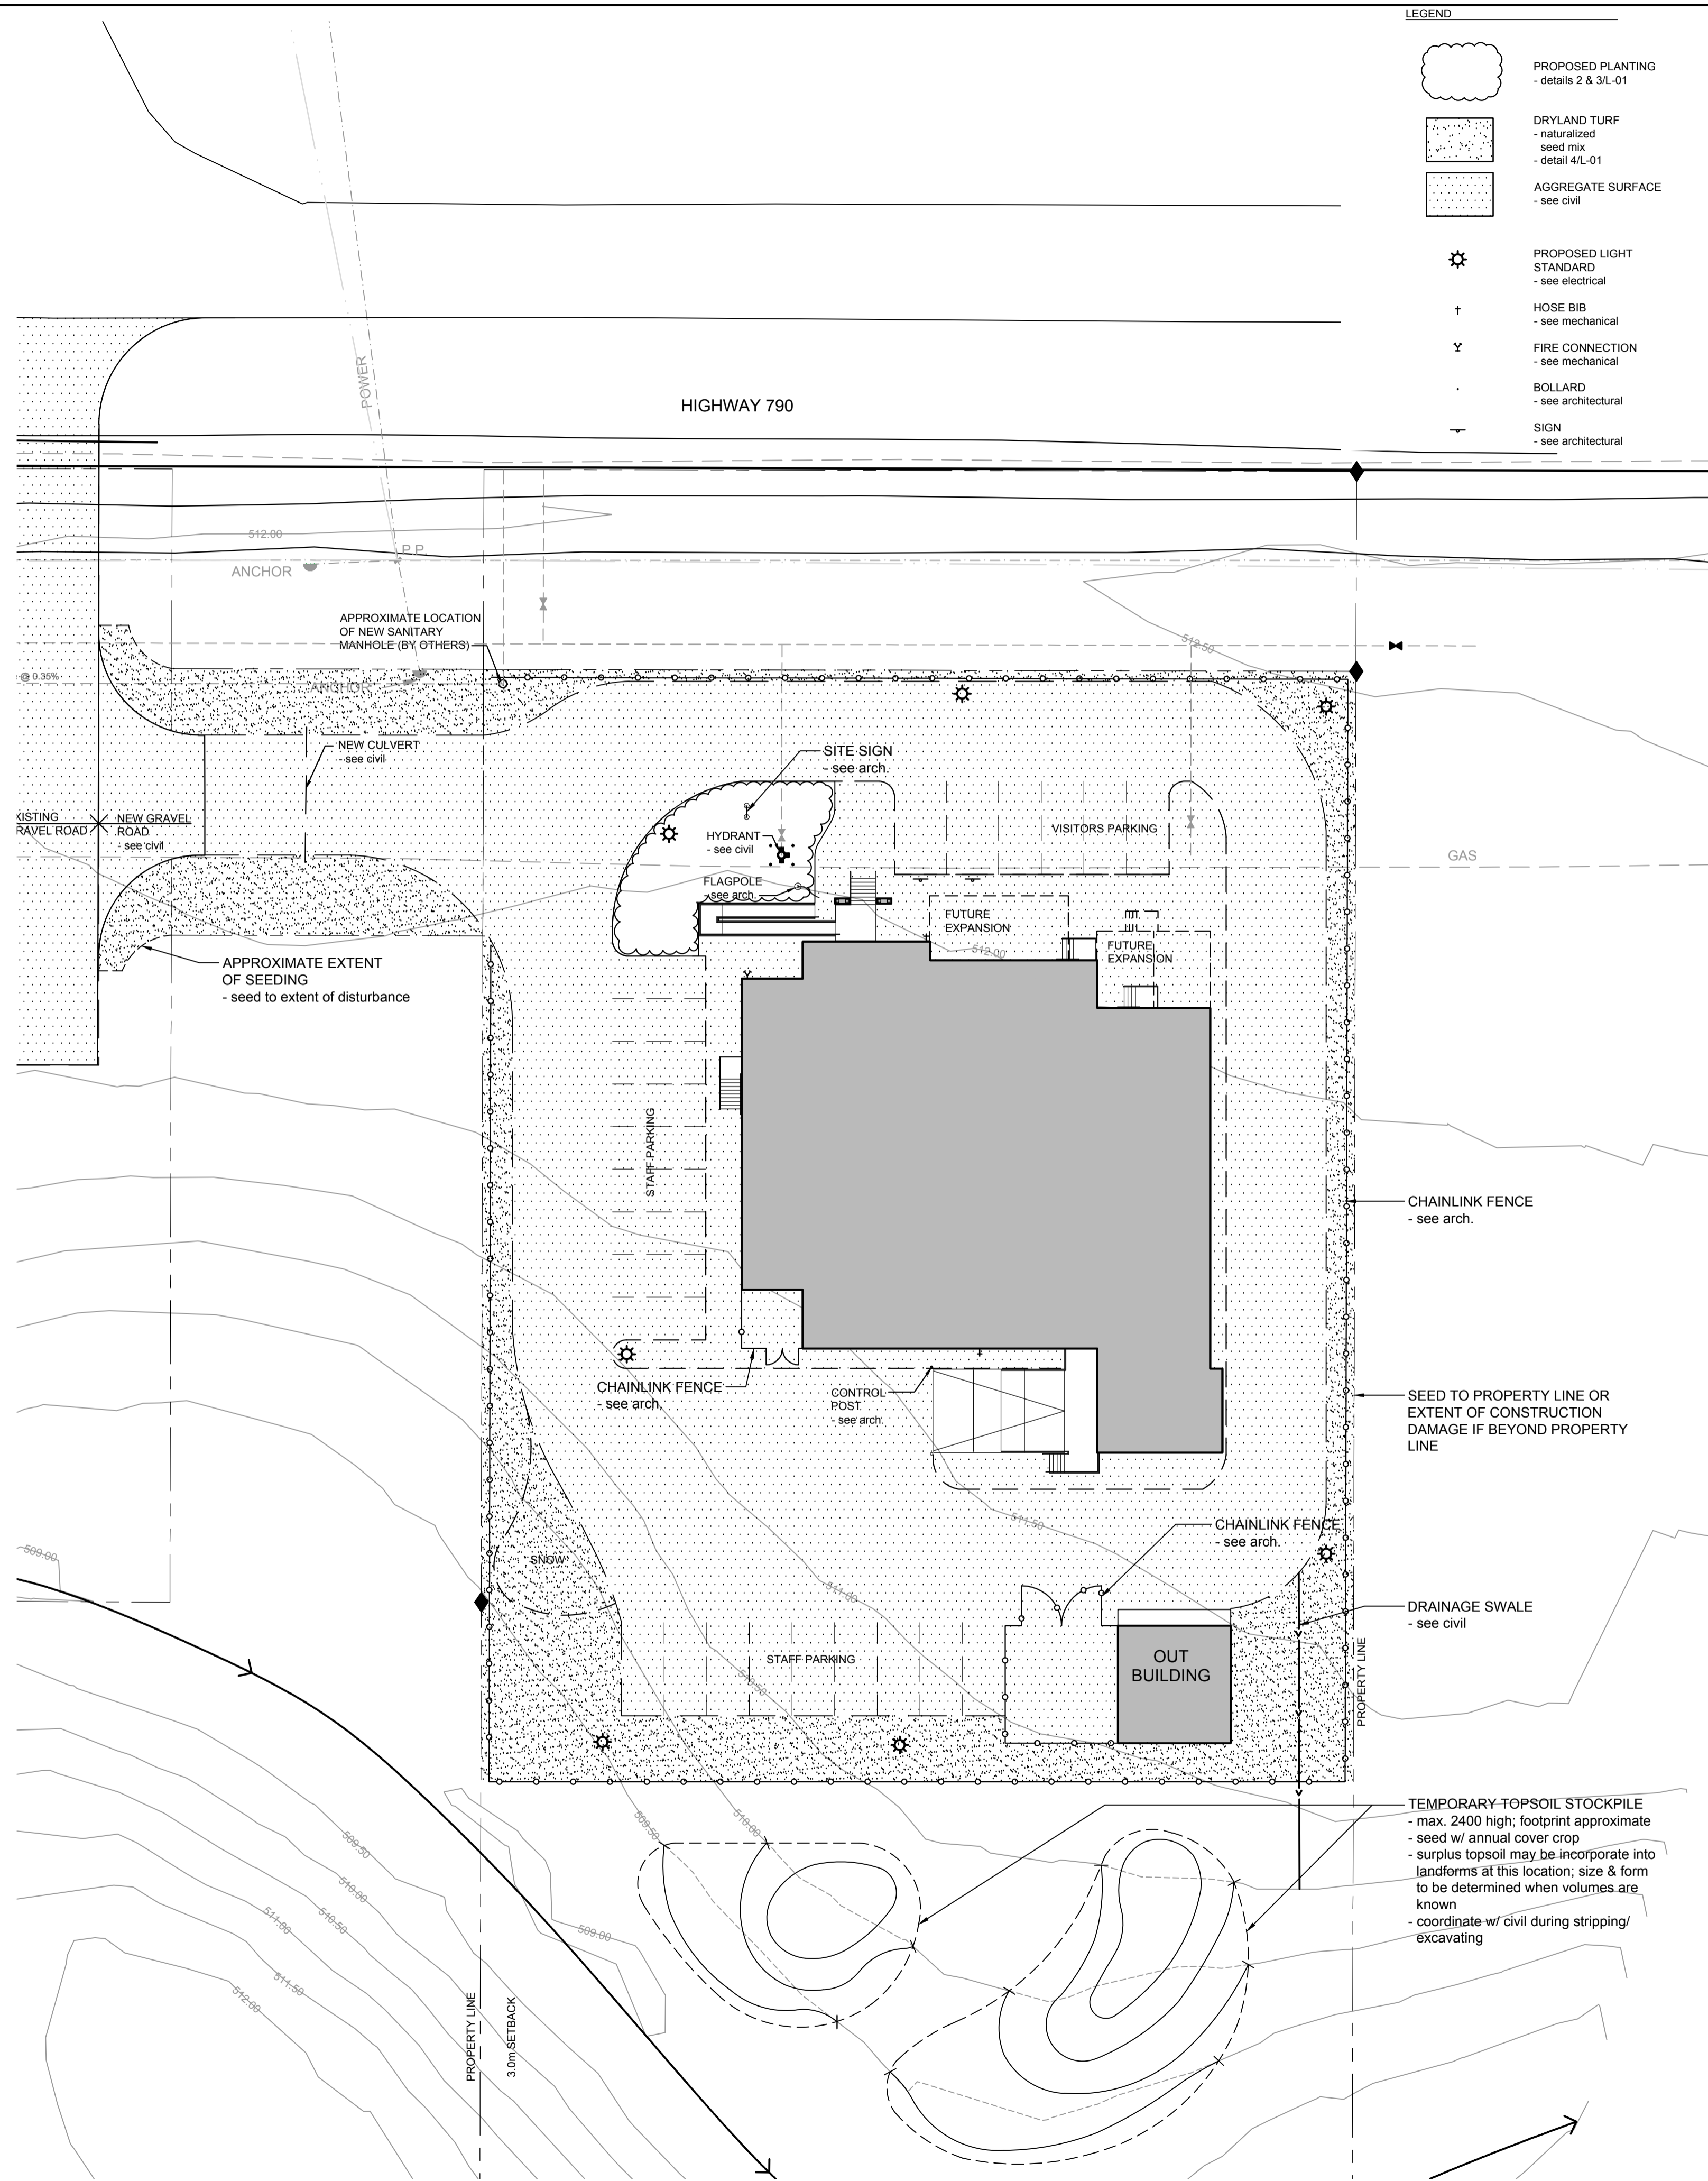 LEGEND
PROPOSED PLANTING
- details 2 & 3/L-01
DRYLAND TURF
- naturalized
seed mix
- detail 4/L-01
AGGREGATE SURFACE
- see civil
PROPOSED LIGHT
STANDARD
- see electrical
HOSE BIB
- see mechanical
FIRE CONNECTION
- see mechanical
BOLLARD
- see architectural
SIGN
- see architectural
POWER
HIGHWAY 790
512.00
P.P.
ANCHOR
APPROXIMATE LOCATION
OF NEW SANITARY
MANHOLE (BY OTHERS)
512.50
@ 0.35%
ANCHOR
NEW CULVERT
- see civil
SITE SIGN
- see arch.
XISTING
RAVEL ROAD
NEW GRAVEL
ROAD
- see civil
HYDRANT
- see civil
VISITORS PARKING
GAS
FLAGPOLE
- see arch.
FUTURE
EXPANSION
512.00
FUTURE
EXPANSION
APPROXIMATE EXTENT
OF SEEDING
- seed to extent of disturbance
STAFF PARKING
CHAINLINK FENCE
- see arch.
CHAINLINK FENCE
- see arch.
CONTROL
POST
- see arch.
SEED TO PROPERTY LINE OR
EXTENT OF CONSTRUCTION
DAMAGE IF BEYOND PROPERTY
LINE
511.50
CHAINLINK FENCE
- see arch.
509.00
SNOW
511.00
DRAINAGE SWALE
- see civil
STAFF PARKING
OUT
BUILDING
510.50
PROPERTY LINE
TEMPORARY TOPSOIL STOCKPILE
- max. 2400 high; footprint approximate
- seed w/ annual cover crop
- surplus topsoil may be incorporate into
landforms at this location; size & form
to be determined when volumes are
known
- coordinate w/ civil during stripping/
excavating
509.50
510.00
509.50
510.00
510.50
511.00
511.50
512.00
509.00
PROPERTY LINE
3.0m SETBACK